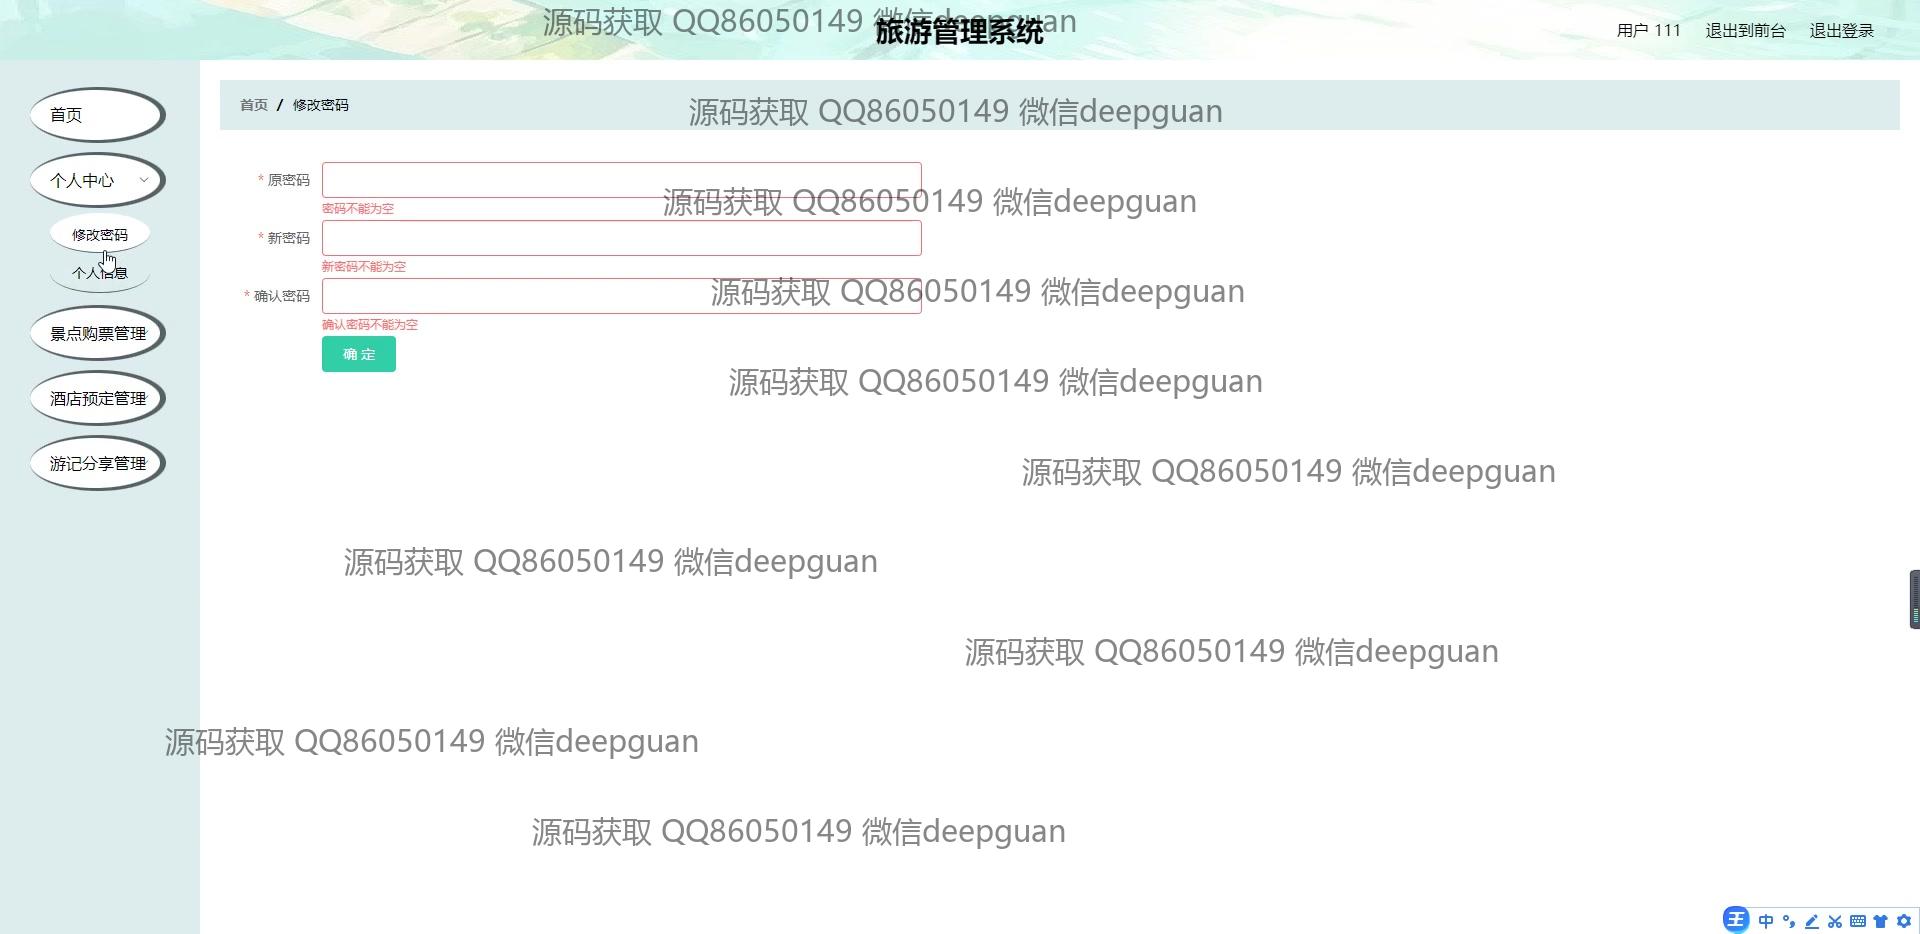 源码获取 QQ86050149 微信deepguan
旅游管理系统
用户 111 退出到前台 退出登录
首页
首页 / 修改密码
源码获取 QQ86050149 微信deepguan
个人中心
* 原密码
源码获取 QQ86050149 微信deepguan
密码不能为空
修改密码
* 新密码
新密码不能为空
个人信息
* 确认密码
源码获取 QQ86050149 微信deepguan
确认密码不能为空
景点购票管理
确定
源码获取 QQ86050149 微信deepguan
酒店预定管理
游记分享管理
源码获取 QQ86050149 微信deepguan
源码获取 QQ86050149 微信deepguan
源码获取 QQ86050149 微信deepguan
源码获取 QQ86050149 微信deepguan
源码获取 QQ86050149 微信deepguan
王 中